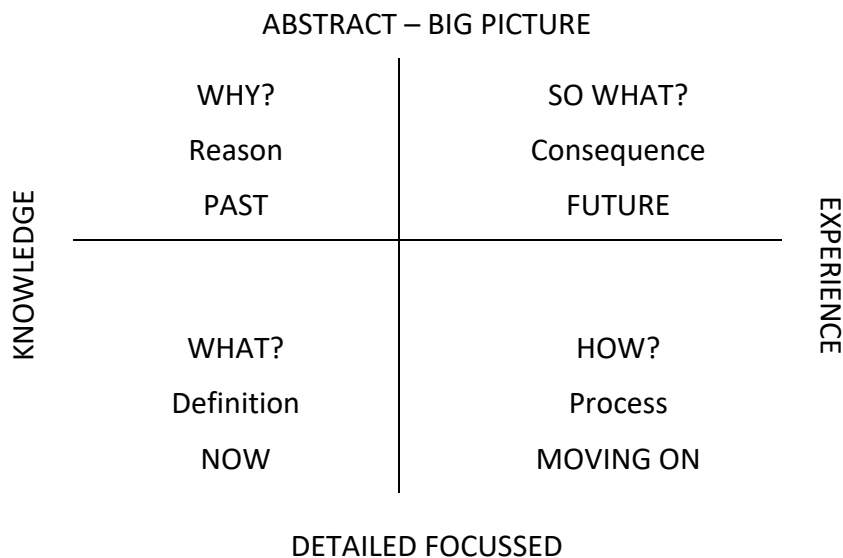 ABSTRACT – BIG PICTURE
WHY?
Reason
PAST
SO WHAT?
Consequence
FUTURE
KNOWLEDGE
EXPERIENCE
WHAT?
Definition
NOW
HOW?
Process
MOVING ON
DETAILED FOCUSSED